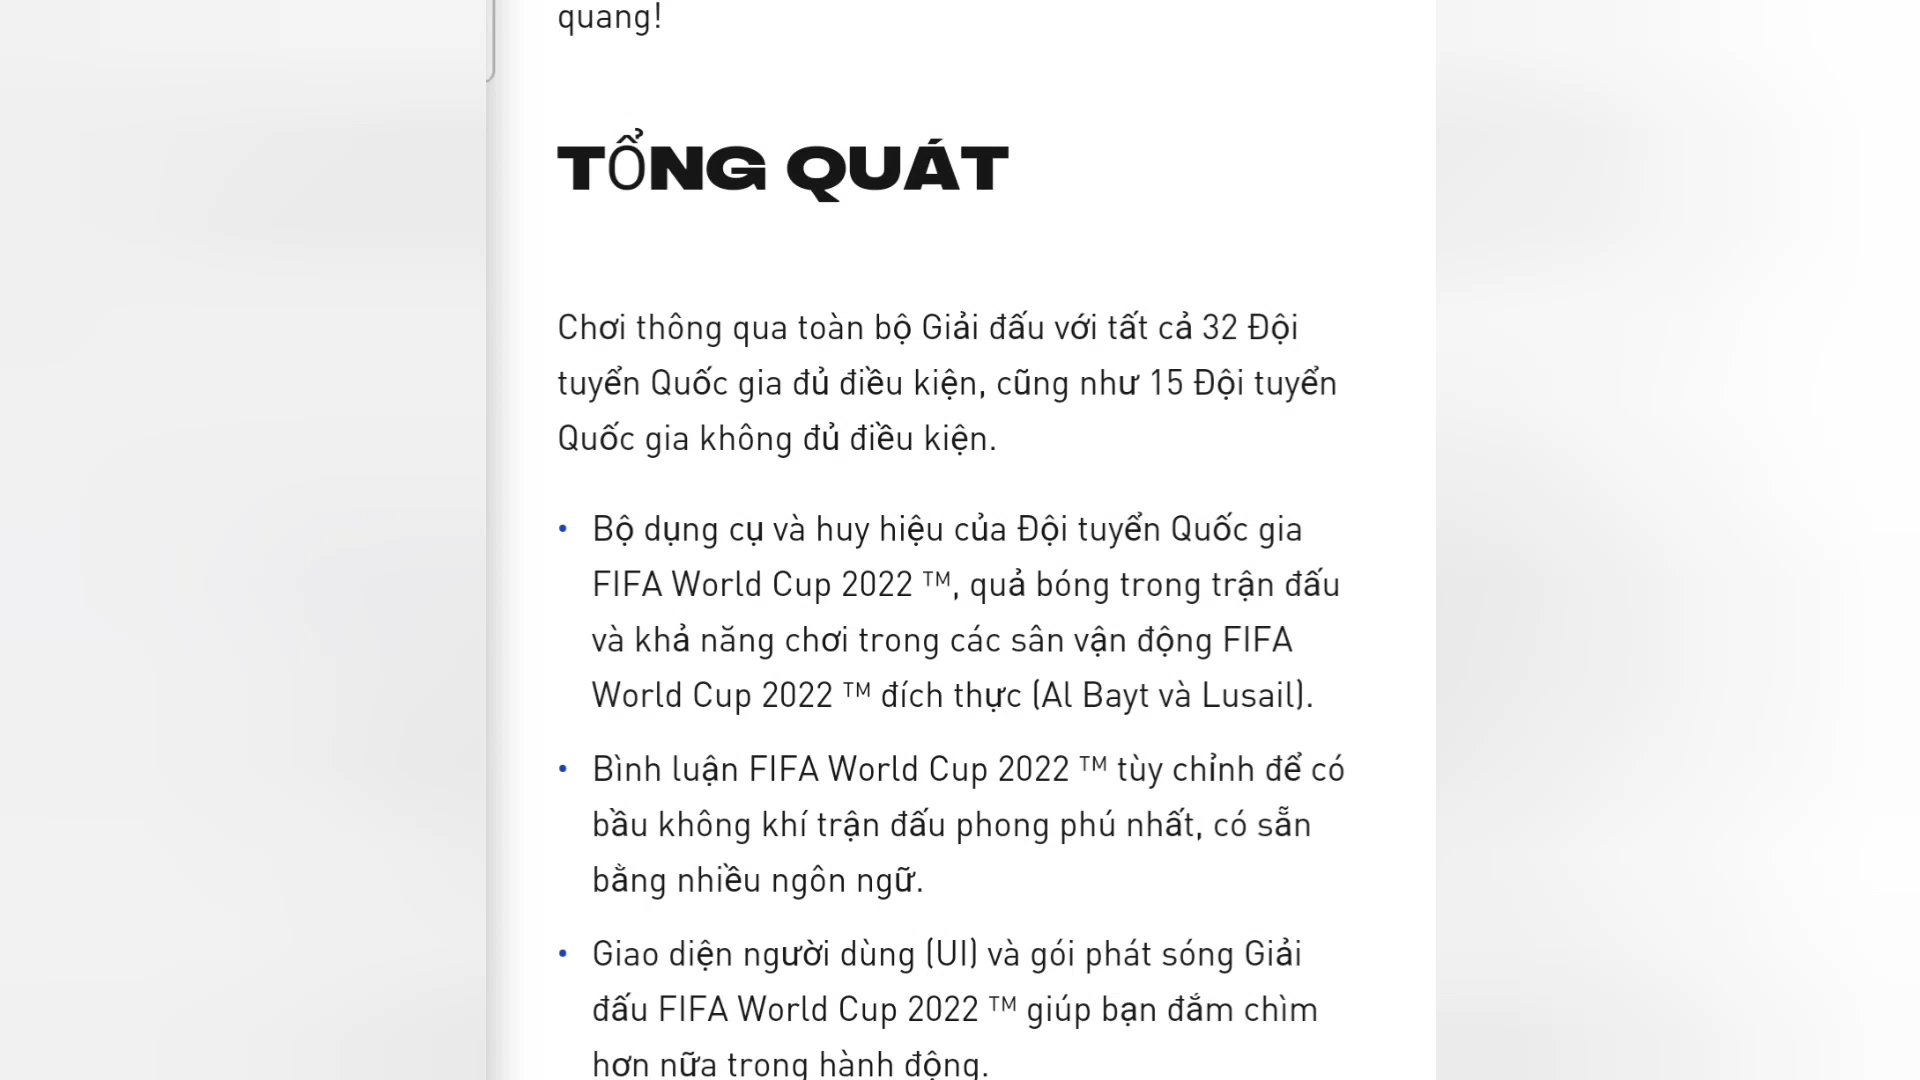 quang!
TỔNG QUÁT
Chơi thông qua toàn bộ Giải đấu với tất cả 32 Đội
tuyển Quốc gia đủ điều kiện, cũng như 15 Đội tuyển
Quốc gia không đủ điều kiện.
• Bộ dụng cụ và huy hiệu của Đội tuyển Quốc gia
FIFA World Cup 2022 ™, quả bóng trong trận đấu
và khả năng chơi trong các sân vận động FIFA
World Cup 2022 ™ đích thực (Al Bayt và Lusail).
• Bình luận FIFA World Cup 2022 ™ tùy chỉnh để có
bầu không khí trận đấu phong phú nhất, có sẵn
bằng nhiều ngôn ngữ.
• Giao diện người dùng (UI) và gói phát sóng Giải
đấu FIFA World Cup 2022 ™ giúp bạn đắm chìm
hơn nữa trong hành động.